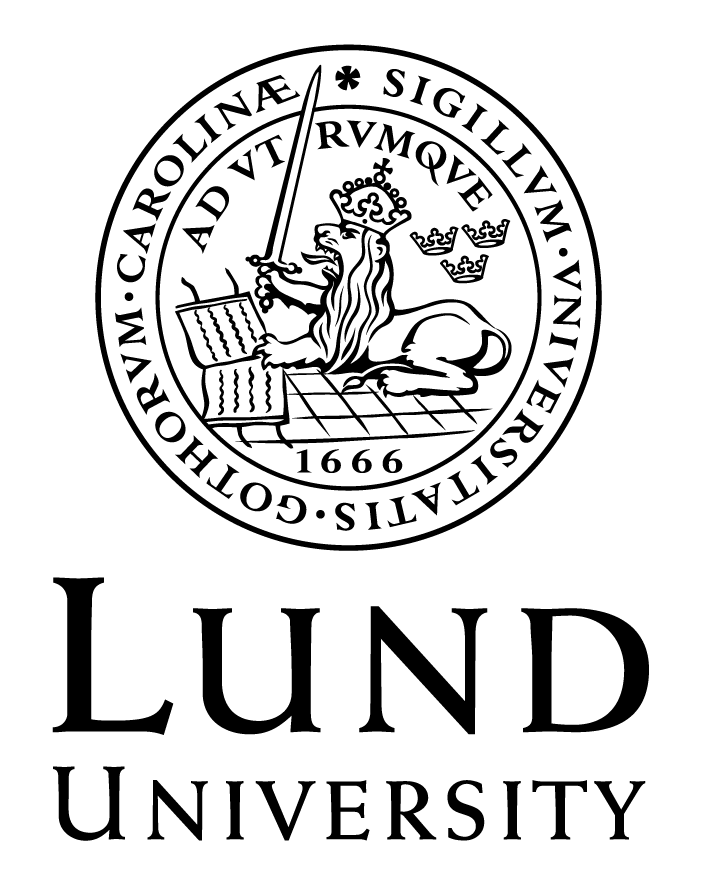 SIGILLVM · VNIVERSITATIS · GOTHORVM · CAROLINÆ
AD VTRVMQVE
1666
LUND
UNIVERSITY